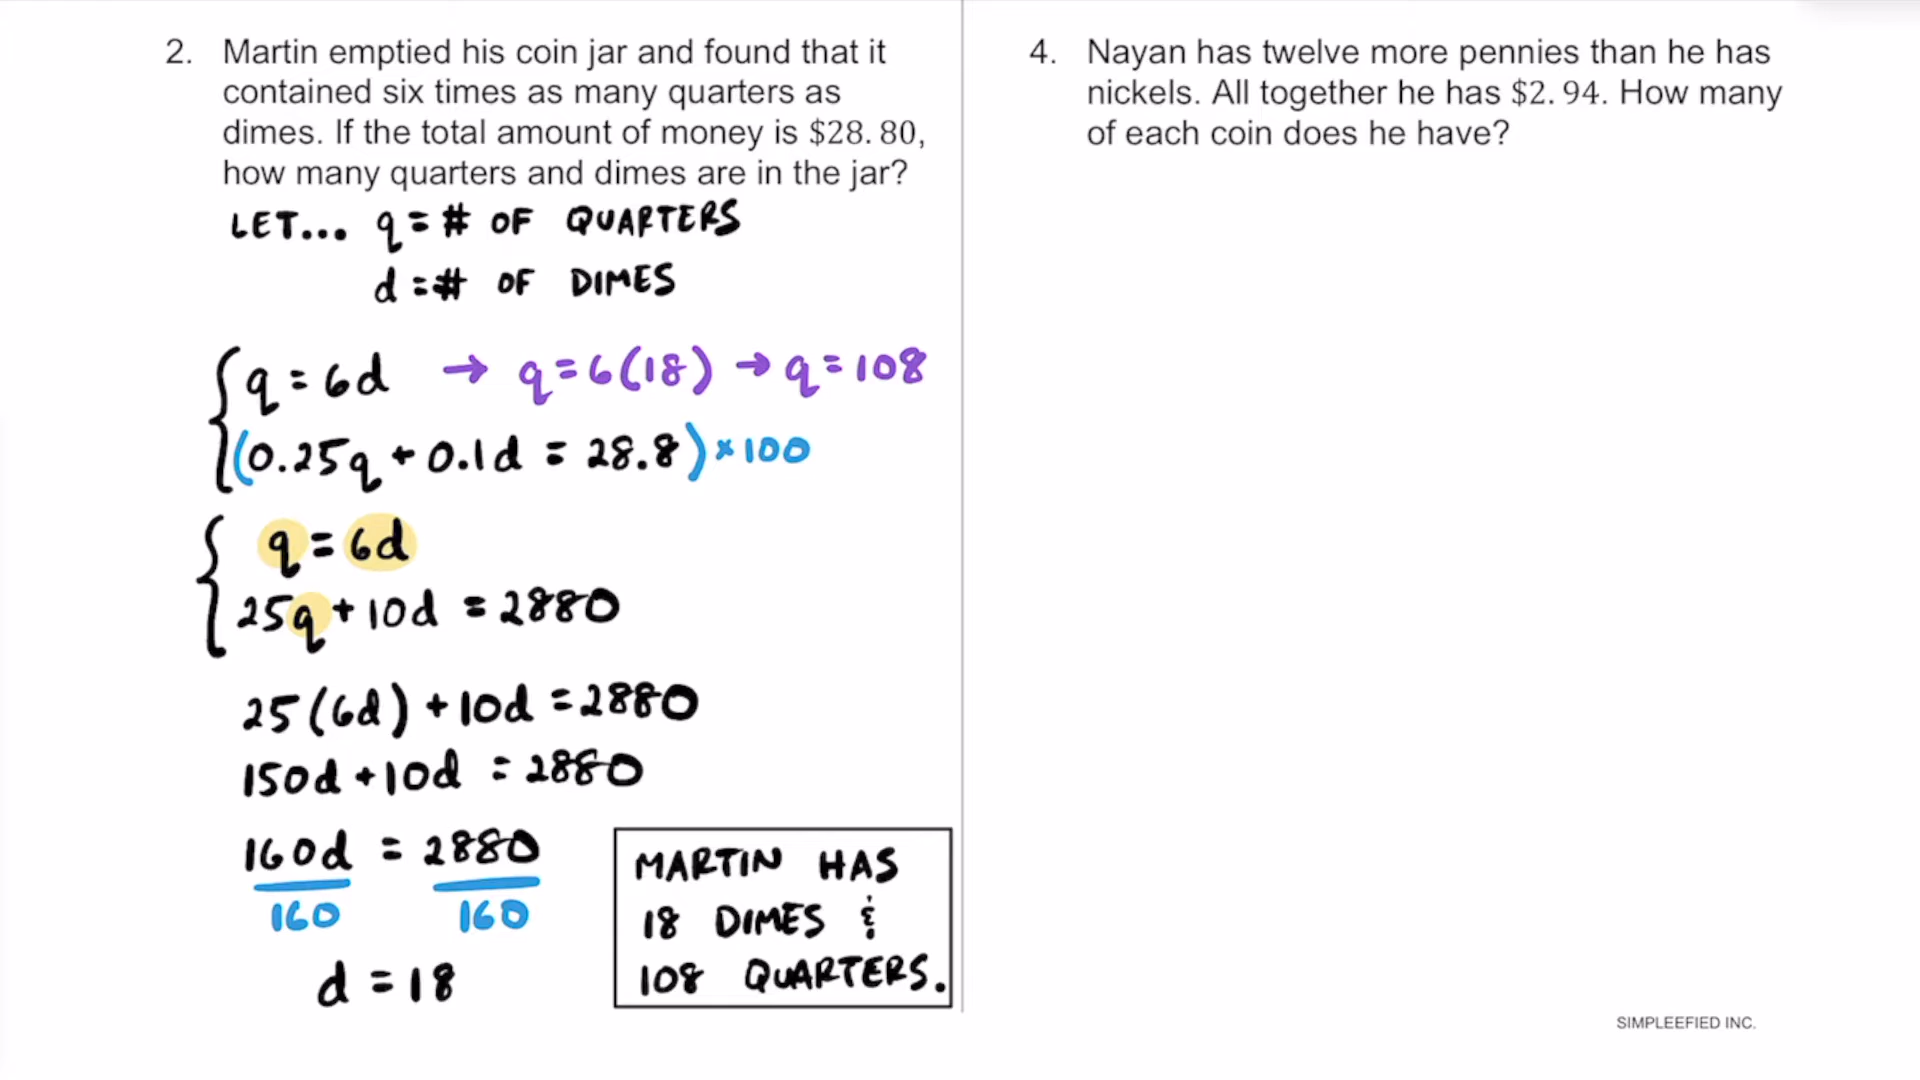 2. Martin emptied his coin jar and found that it
contained six times as many quarters as
dimes. If the total amount of money is $28.80,
how many quarters and dimes are in the jar?
LET... q = # OF QUARTERS
d = # OF DIMES
q = 6d → q = 6(18) → q = 108
(0.25q + 0.1d = 28.8) × 100
q = 6d
25q + 10d = 2880
25(6d) + 10d = 2880
150d + 10d = 2880
160d = 2880
160 160
d = 18
MARTIN HAS
18 DIMES &
108 QUARTERS.
4. Nayan has twelve more pennies than he has
nickels. All together he has $2.94. How many
of each coin does he have?
SIMPLEEFIED INC.